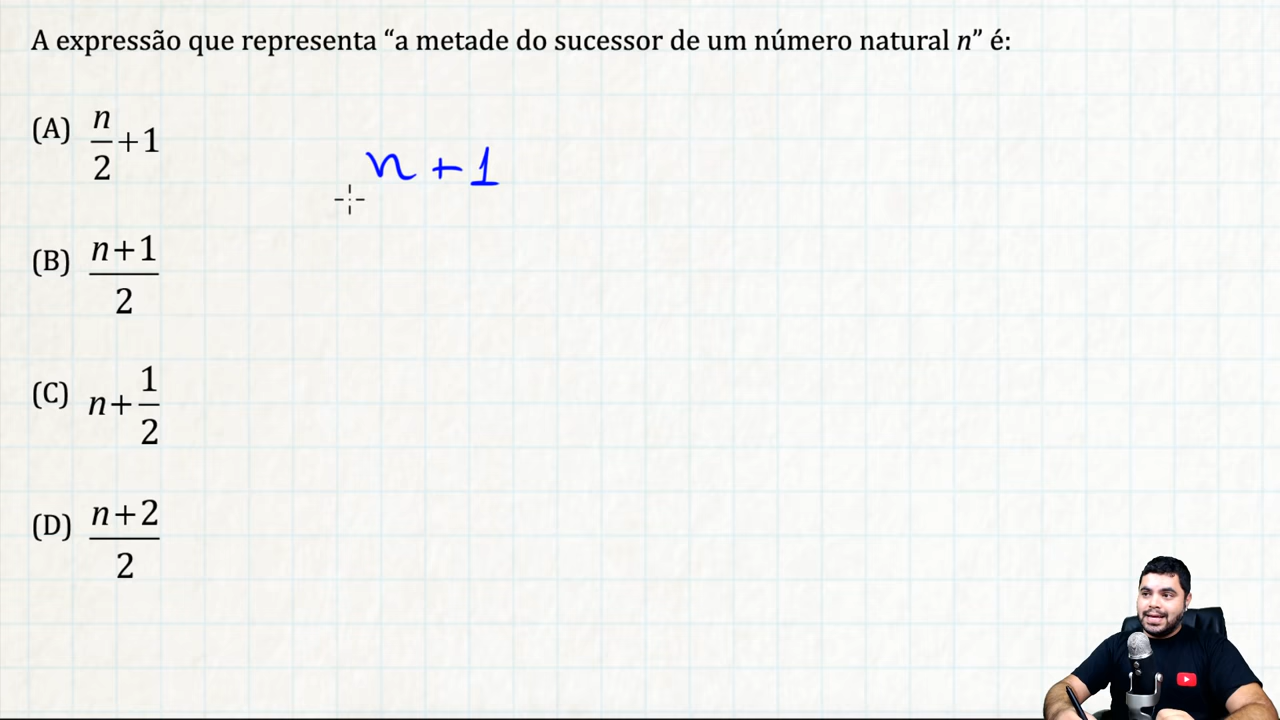 A expressão que representa “a metade do sucessor de um número natural n” é:
(A) n/2+1
n + 1
(B) (n+1)/2
(C) n+1/2
(D) (n+2)/2